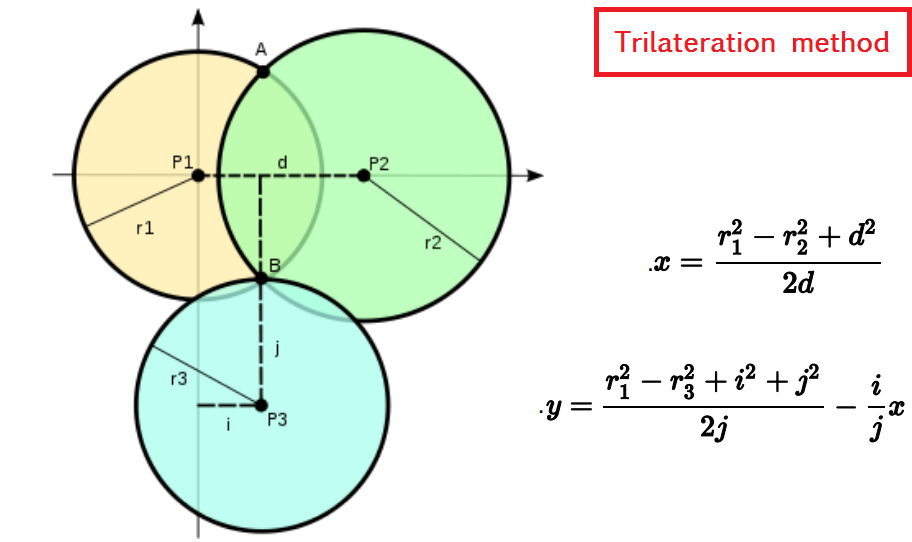 Trilateration method
A
P1
d
P2
r1
r2
B
j
r3
i
P3
.x = \frac{r_1^2 - r_2^2 + d^2}{2d}
.y = \frac{r_1^2 - r_3^2 + i^2 + j^2}{2j} - \frac{i}{j}x